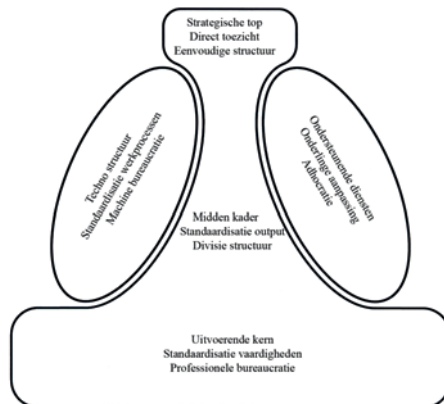 Strategische top
Direct toezicht
Eenvoudige structuur
Techno structuur
Standaardisatie werkprocessen
Machine bureaucratie
Ondersteunende diensten
Onderlinge aanpassing
Adhocratie
Midden kader
Standaardisatie output
Divisie structuur
Uitvoerende kern
Standaardisatie vaardigheden
Professionele bureaucratie